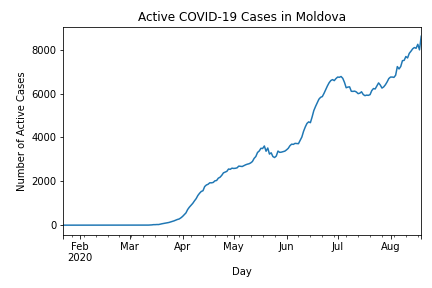 Active COVID-19 Cases in Moldova
Number of Active Cases
8000
6000
4000
2000
0
Feb Mar Apr May Jun Jul Aug
2020
Day